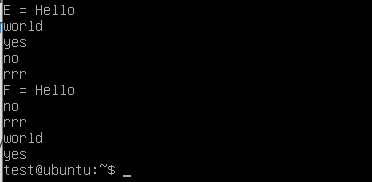 E = Hello
world
yes
no
rrr
F = Hello
no
rrr
world
yes
test@ubuntu:~$ _